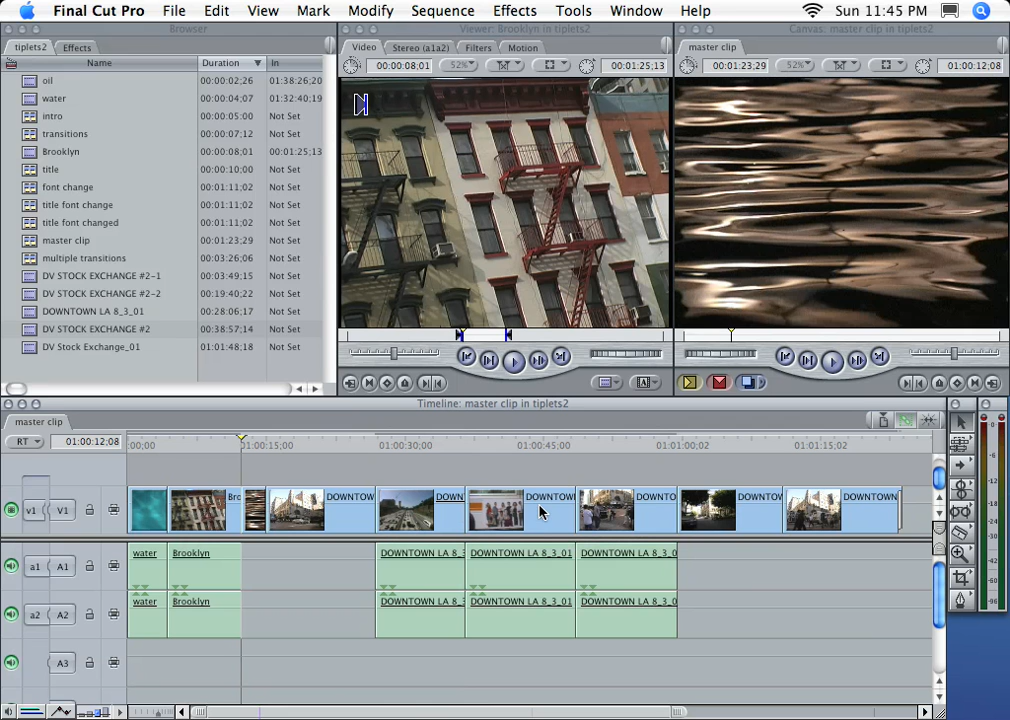 Final Cut Pro File Edit View Mark Modify Sequence Effects Tools Window Help Sun 11:45 PM
Browser
tiplets2 Effects
Name Duration In
oil 00:00:02;26 01:38:26;20
water 00:00:04;07 01:32:40;19
intro 00:00:05;00 Not Set
transitions 00:00:07;12 Not Set
Brooklyn 00:00:08;01 00:01:25;13
title 00:00:10;00 Not Set
font change 00:01:11;02 Not Set
title font change 00:01:11;02 Not Set
title font changed 00:01:11;02 Not Set
master clip 00:01:23;29 Not Set
multiple transitions 00:03:26;06 Not Set
DV STOCK EXCHANGE #2-1 00:03:49;15 Not Set
DV STOCK EXCHANGE #2-2 00:19:40;22 Not Set
DOWNTOWN LA 8_3_01 00:28:06;17 Not Set
DV STOCK EXCHANGE #2 00:38:57;14 Not Set
DV Stock Exchange_01 01:01:48;18 Not Set
Viewer: Brooklyn in tiplets2
Video Stereo (a1a2) Filters Motion
00:00:08;01 52% 00:01:25;13
Canvas: master clip in tiplets2
master clip
00:01:23;29 52% 01:00:12;08
Timeline: master clip in tiplets2
master clip
RT 01:00:12;08 :00;00 01:00:15;00 01:00:30;00 01:00:45;00 01:01:00;02 01:01:15;02
v1 V1 Bro DOWNTOW DOWN DOWNTOW DOWNTO DOWNTOW DOWNTOWN
a1 A1 water Brooklyn DOWNTOWN LA 8_3 DOWNTOWN LA 8_3_01 DOWNTOWN LA 8_3_0
a2 A2 water Brooklyn DOWNTOWN LA 8_3 DOWNTOWN LA 8_3_01 DOWNTOWN LA 8_3_0
A3
-6
-12
-18
-24
-30
-36
-48
-60
-96